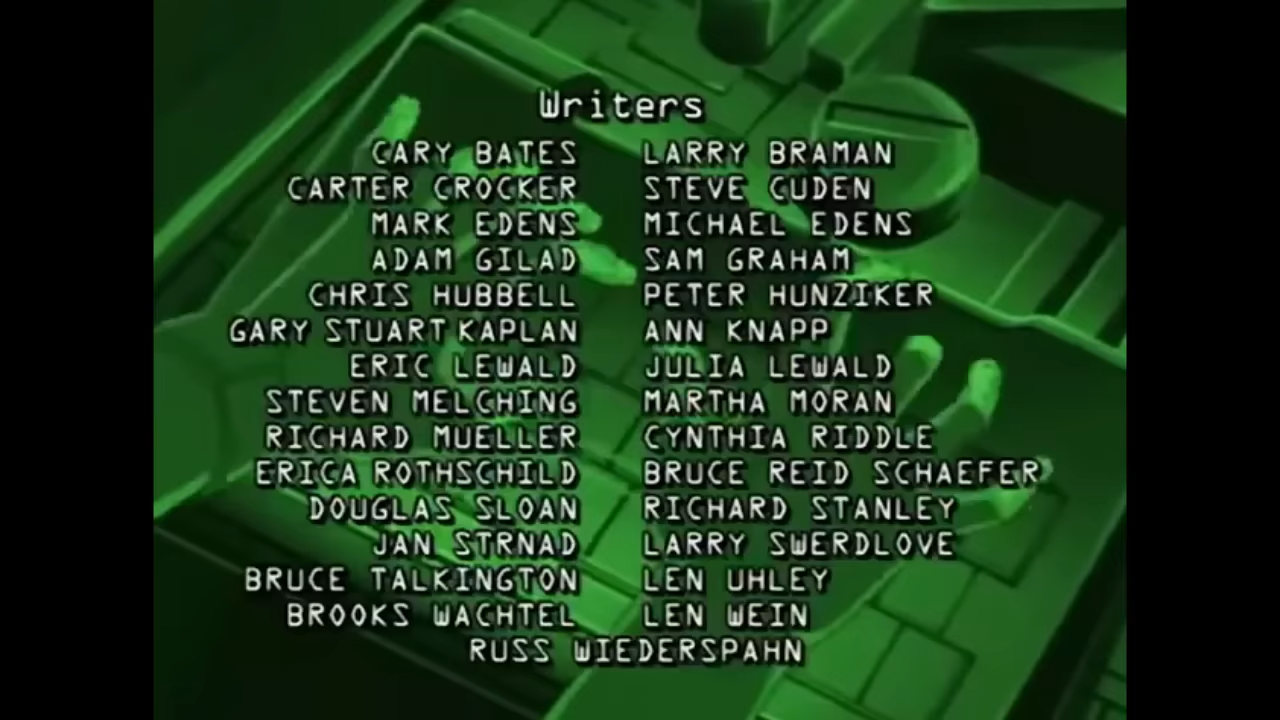 Writers
CARY BATES LARRY BRAMAN
CARTER CROCKER STEVE CUDEN
MARK EDENS MICHAEL EDENS
ADAM GILAD SAM GRAHAM
CHRIS HUBBELL PETER HUNZIKER
GARY STUART KAPLAN ANN KNAPP
ERIC LEWALD JULIA LEWALD
STEVEN MELCHING MARTHA MORAN
RICHARD MUELLER CYNTHIA RIDDLE
ERICA ROTHSCHILD BRUCE REID SCHAEFER
DOUGLAS SLOAN RICHARD STANLEY
JAN STRNAD LARRY SWERDLOVE
BRUCE TALKINGTON LEN UHLEY
BROOKS WACHTEL LEN WEIN
RUSS WIEDERSPAHN